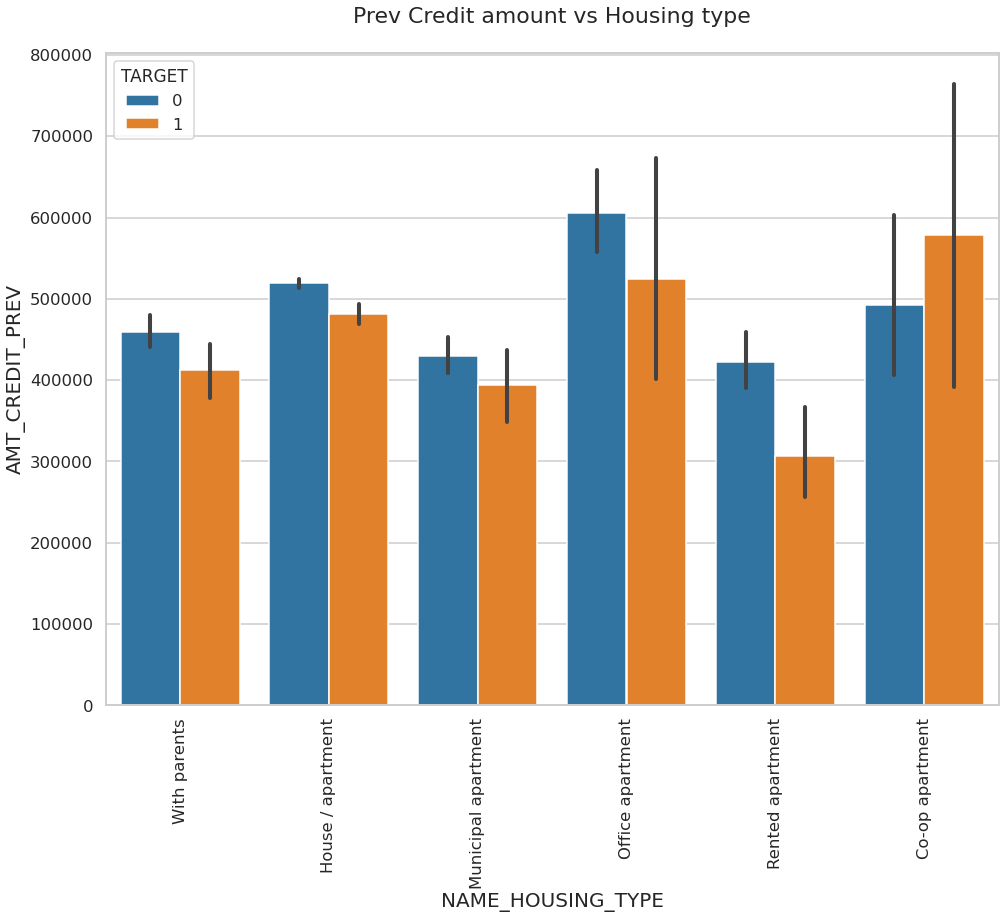 Prev Credit amount vs Housing type
TARGET
0
1
AMT_CREDIT_PREV
800000
700000
600000
500000
400000
300000
200000
100000
0
With parents
House / apartment
Municipal apartment
Office apartment
Rented apartment
Co-op apartment
NAME_HOUSING_TYPE